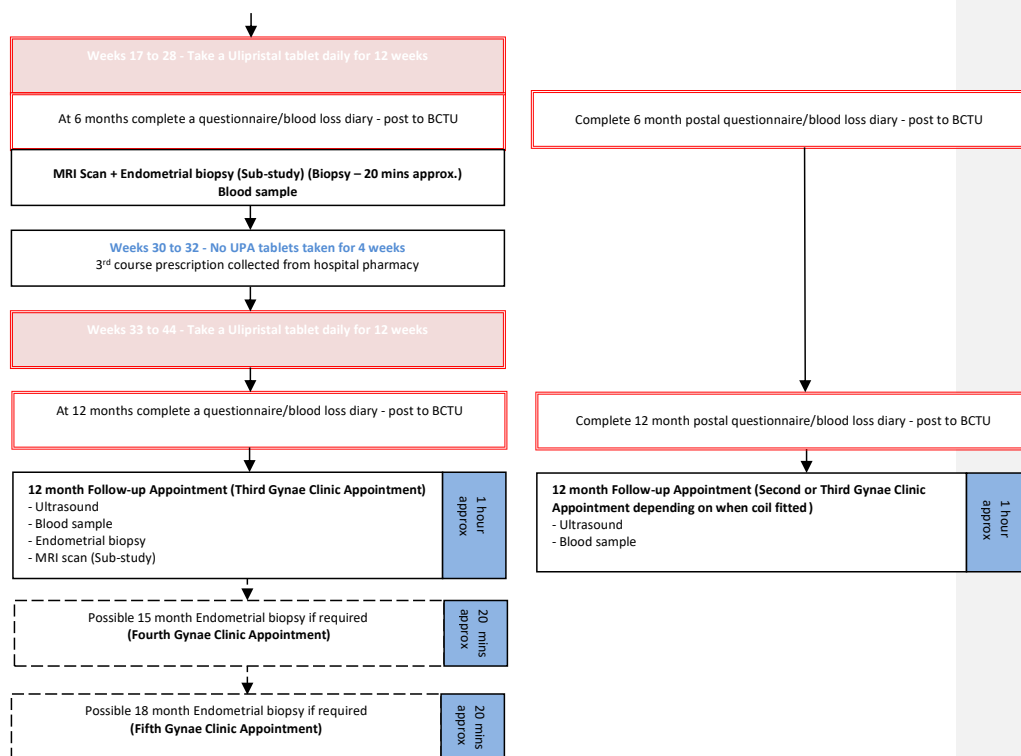 Weeks 17 to 28 - Take a Ulipristal tablet daily for 12 weeks
At 6 months complete a questionnaire/blood loss diary - post to BCTU
MRI Scan + Endometrial biopsy (Sub-study) (Biopsy – 20 mins approx.)
Blood sample
Weeks 30 to 32 - No UPA tablets taken for 4 weeks
3rd course prescription collected from hospital pharmacy
Weeks 33 to 44 - Take a Ulipristal tablet daily for 12 weeks
At 12 months complete a questionnaire/blood loss diary - post to BCTU
12 month Follow-up Appointment (Third Gynae Clinic Appointment)
- Ultrasound
- Blood sample
- Endometrial biopsy
- MRI scan (Sub-study)
1 hour
approx
Possible 15 month Endometrial biopsy if required
(Fourth Gynae Clinic Appointment)
20 mins
approx
Possible 18 month Endometrial biopsy if required
(Fifth Gynae Clinic Appointment)
20 mins
approx
Complete 6 month postal questionnaire/blood loss diary - post to BCTU
Complete 12 month postal questionnaire/blood loss diary - post to BCTU
12 month Follow-up Appointment (Second or Third Gynae Clinic
Appointment depending on when coil fitted)
- Ultrasound
- Blood sample
1 hour
approx